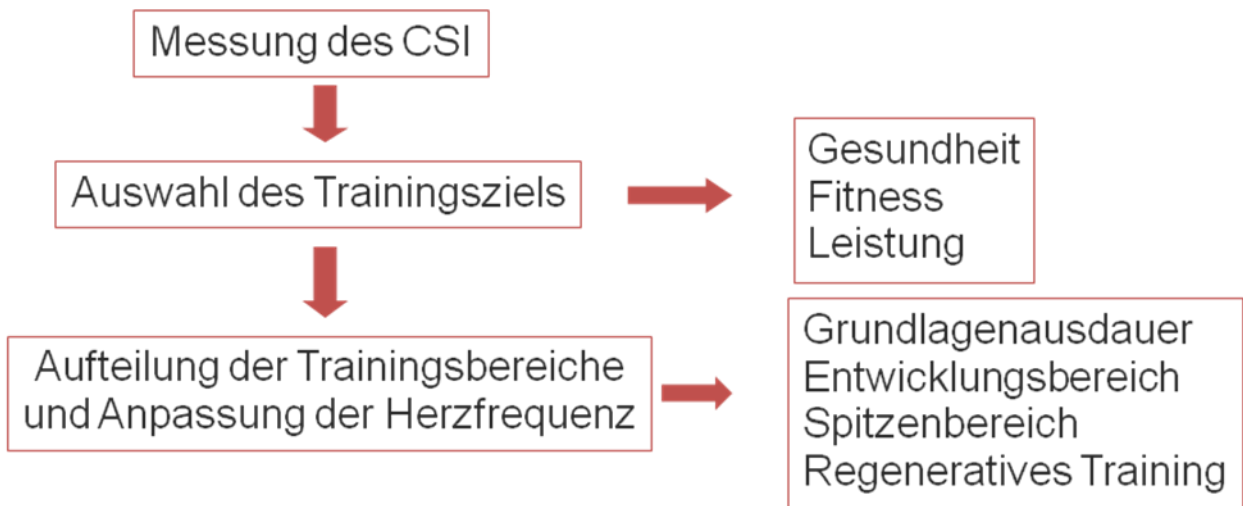 Messung des CSI
Auswahl des Trainingsziels
Gesundheit
Fitness
Leistung
Aufteilung der Trainingsbereiche
und Anpassung der Herzfrequenz
Grundlagenausdauer
Entwicklungsbereich
Spitzenbereich
Regeneratives Training